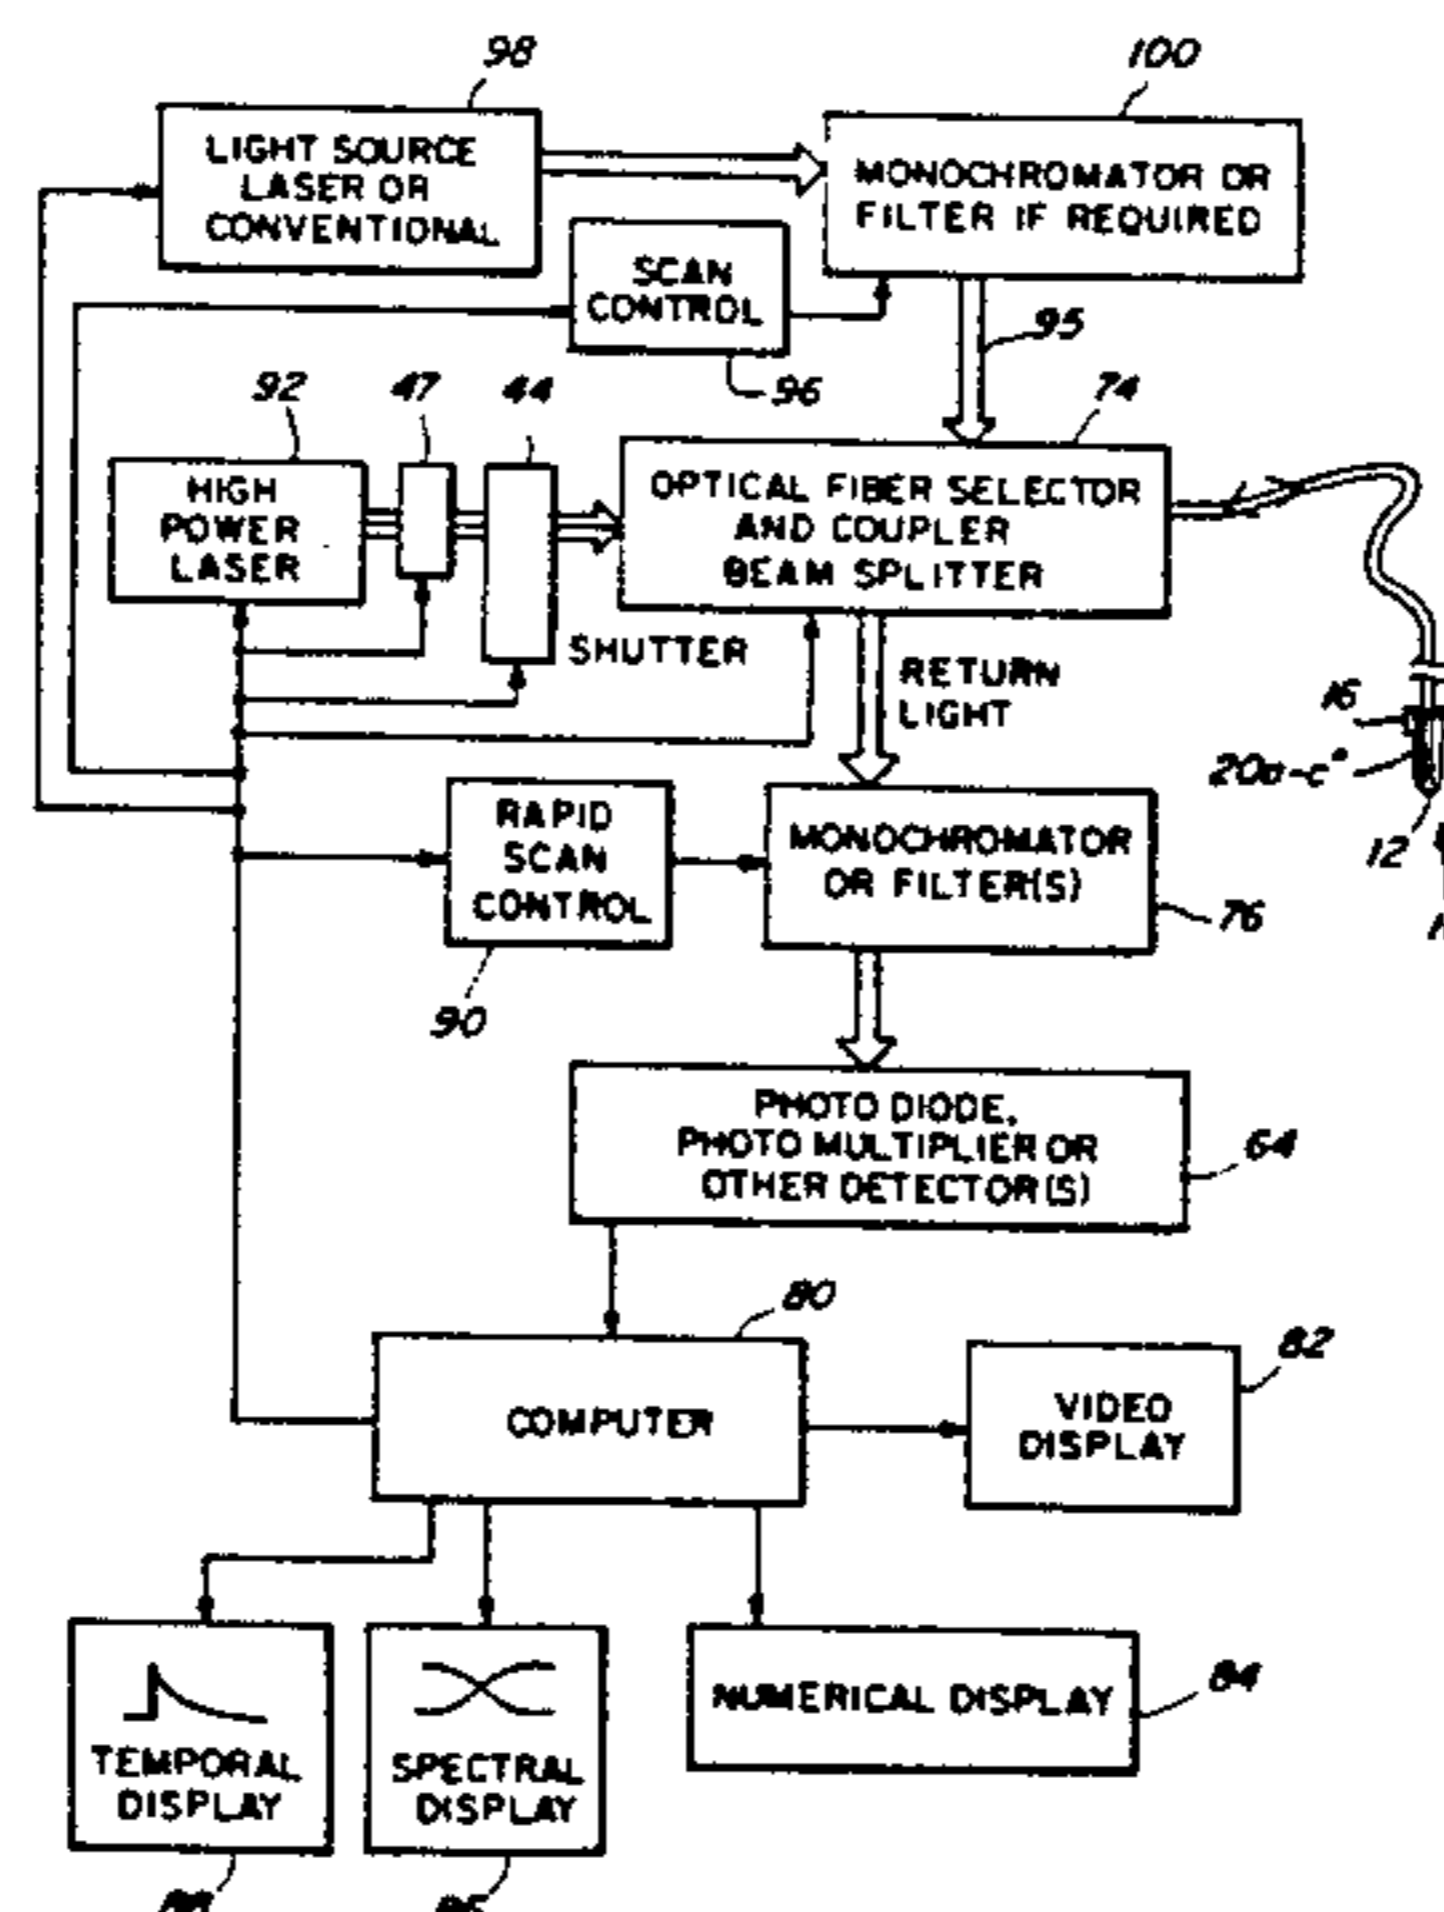 98
100
LIGHT SOURCE
LASER OR
CONVENTIONAL
MONOCHROMATOR OR
FILTER IF REQUIRED
SCAN
CONTROL
95
92
47
44
96
74
HIGH
POWER
LASER
OPTICAL FIBER SELECTOR
AND COUPLER
BEAM SPLITTER
SHUTTER
RETURN
LIGHT
16
20a-c"
12
RAPID
SCAN
CONTROL
MONOCHROMATOR
OR FILTER(S)
76
90
PHOTO DIODE,
PHOTO MULTIPLIER OR
OTHER DETECTOR(S)
64
80
COMPUTER
82
VIDEO
DISPLAY
TEMPORAL
DISPLAY
SPECTRAL
DISPLAY
NUMERICAL DISPLAY
84